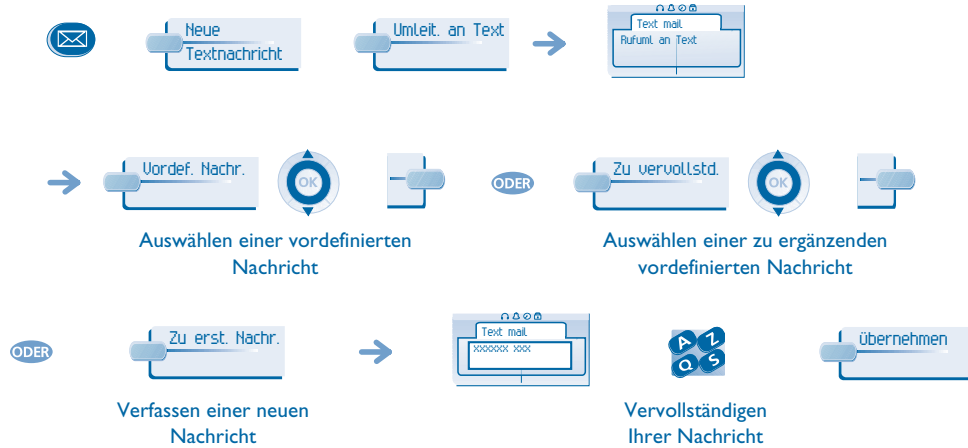 Neue
Textnachricht
Umleit. an Text
Text mail
Rufuml an Text
Vordef. Nachr.
OK
ODER
Zu vervollstd.
OK
Auswählen einer vordefinierten
Nachricht
Auswählen einer zu ergänzenden
vordefinierten Nachricht
ODER
Zu erst. Nachr.
Text mail
xxxxxx xxx
A Z
Q S
übernehmen
Verfassen einer neuen
Nachricht
Vervollständigen
Ihrer Nachricht